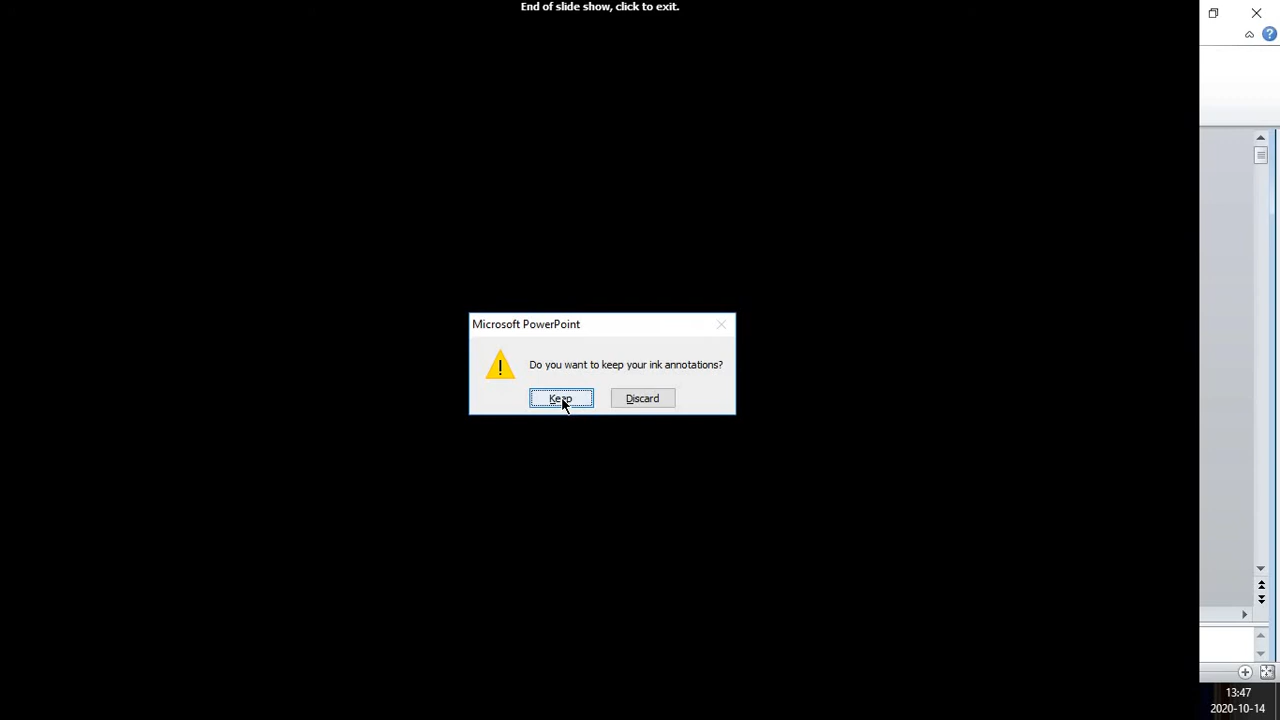 End of slide show, click to exit.
Microsoft PowerPoint
Do you want to keep your ink annotations?
Keep
Discard
13:47
2020-10-14